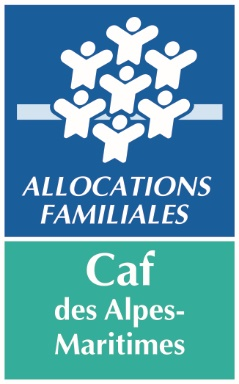 ALLOCATIONS
FAMILIALES
Caf
des Alpes-
Maritimes